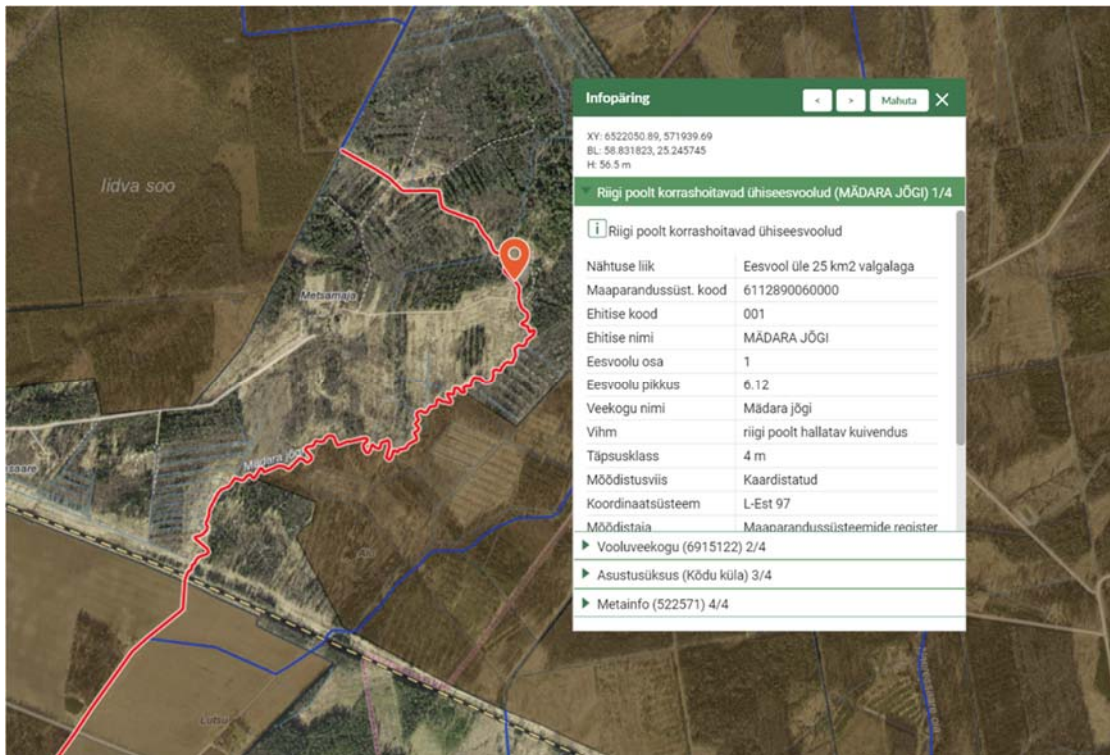 Iidva soo
Metsamaja
saare
Mädara jõgi
Lutsu
Infopäring
< > Mahuta ×
XY: 6522050.89, 571939.69
BL: 58.831823, 25.245745
H: 56.5 m
Riigi poolt korrashoitavad ühiseesvoolud (MÄDARA JÕGI) 1/4
i Riigi poolt korrashoitavad ühiseesvoolud
Nähtuse liik Eesvool üle 25 km2 valgalaga
Maaparandussüst. kood 6112890060000
Ehitise kood 001
Ehitise nimi MÄDARA JÕGI
Eesvoolu osa 1
Eesvoolu pikkus 6.12
Veekogu nimi Mädara jõgi
Vihm riigi poolt hallatav kuivendus
Täpsusklass 4 m
Mõõdistusviis Kaardistatud
Koordinaatsüsteem L-Est 97
Mõõdistaja Maaparandussüsteemide register
Vooluveekogu (6915122) 2/4
Asustusüksus (Kõdu küla) 3/4
Metainfo (522571) 4/4